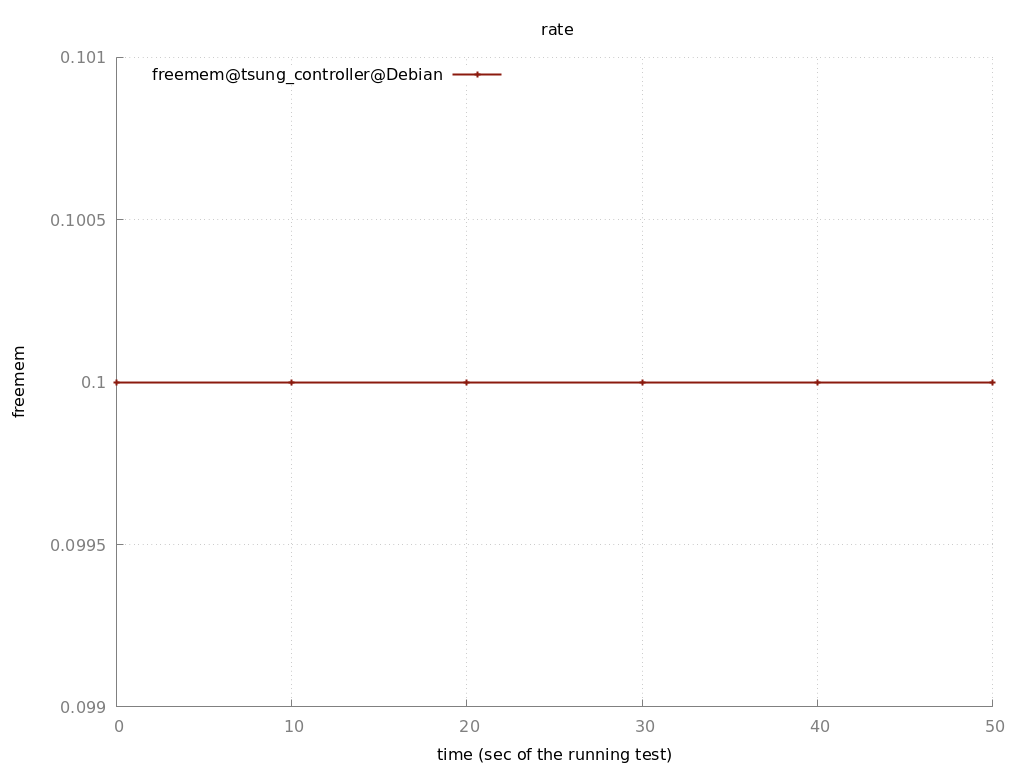 rate
0.101
freemem@tsung_controller@Debian
0.1005
freemem
0.1
0.0995
0.099
0 10 20 30 40 50
time (sec of the running test)